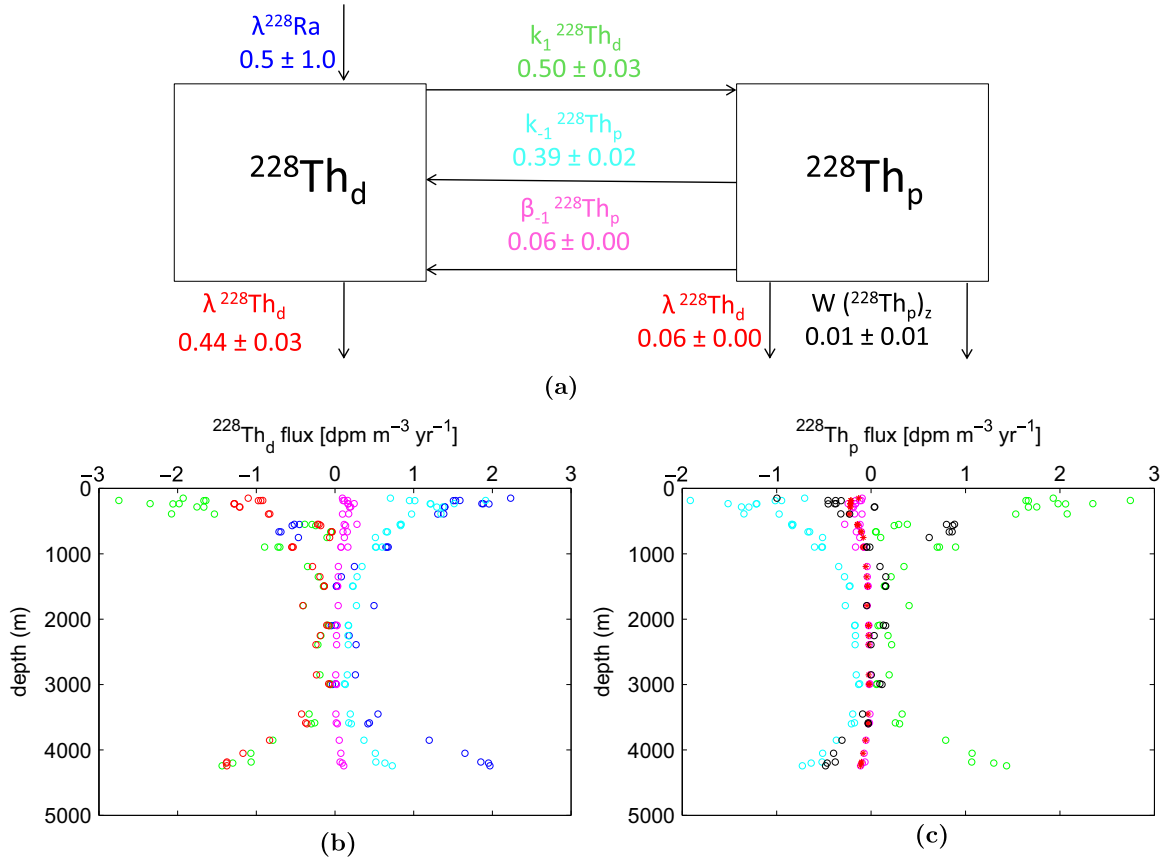 λ²²⁸Ra
0.5 ± 1.0
k₁ ²²⁸Th_d
0.50 ± 0.03
k₋₁ ²²⁸Th_p
0.39 ± 0.02
β₋₁ ²²⁸Th_p
0.06 ± 0.00
²²⁸Th_d
²²⁸Th_p
λ ²²⁸Th_d
0.44 ± 0.03
λ ²²⁸Th_d
0.06 ± 0.00
W (²²⁸Th_p)_z
0.01 ± 0.01
(a)
²²⁸Th_d flux [dpm m⁻³ yr⁻¹]
−3 −2 −1 0 1 2 3
0
1000
2000
3000
4000
5000
depth (m)
(b)
²²⁸Th_p flux [dpm m⁻³ yr⁻¹]
−2 −1 0 1 2 3
0
1000
2000
3000
4000
5000
depth (m)
(c)